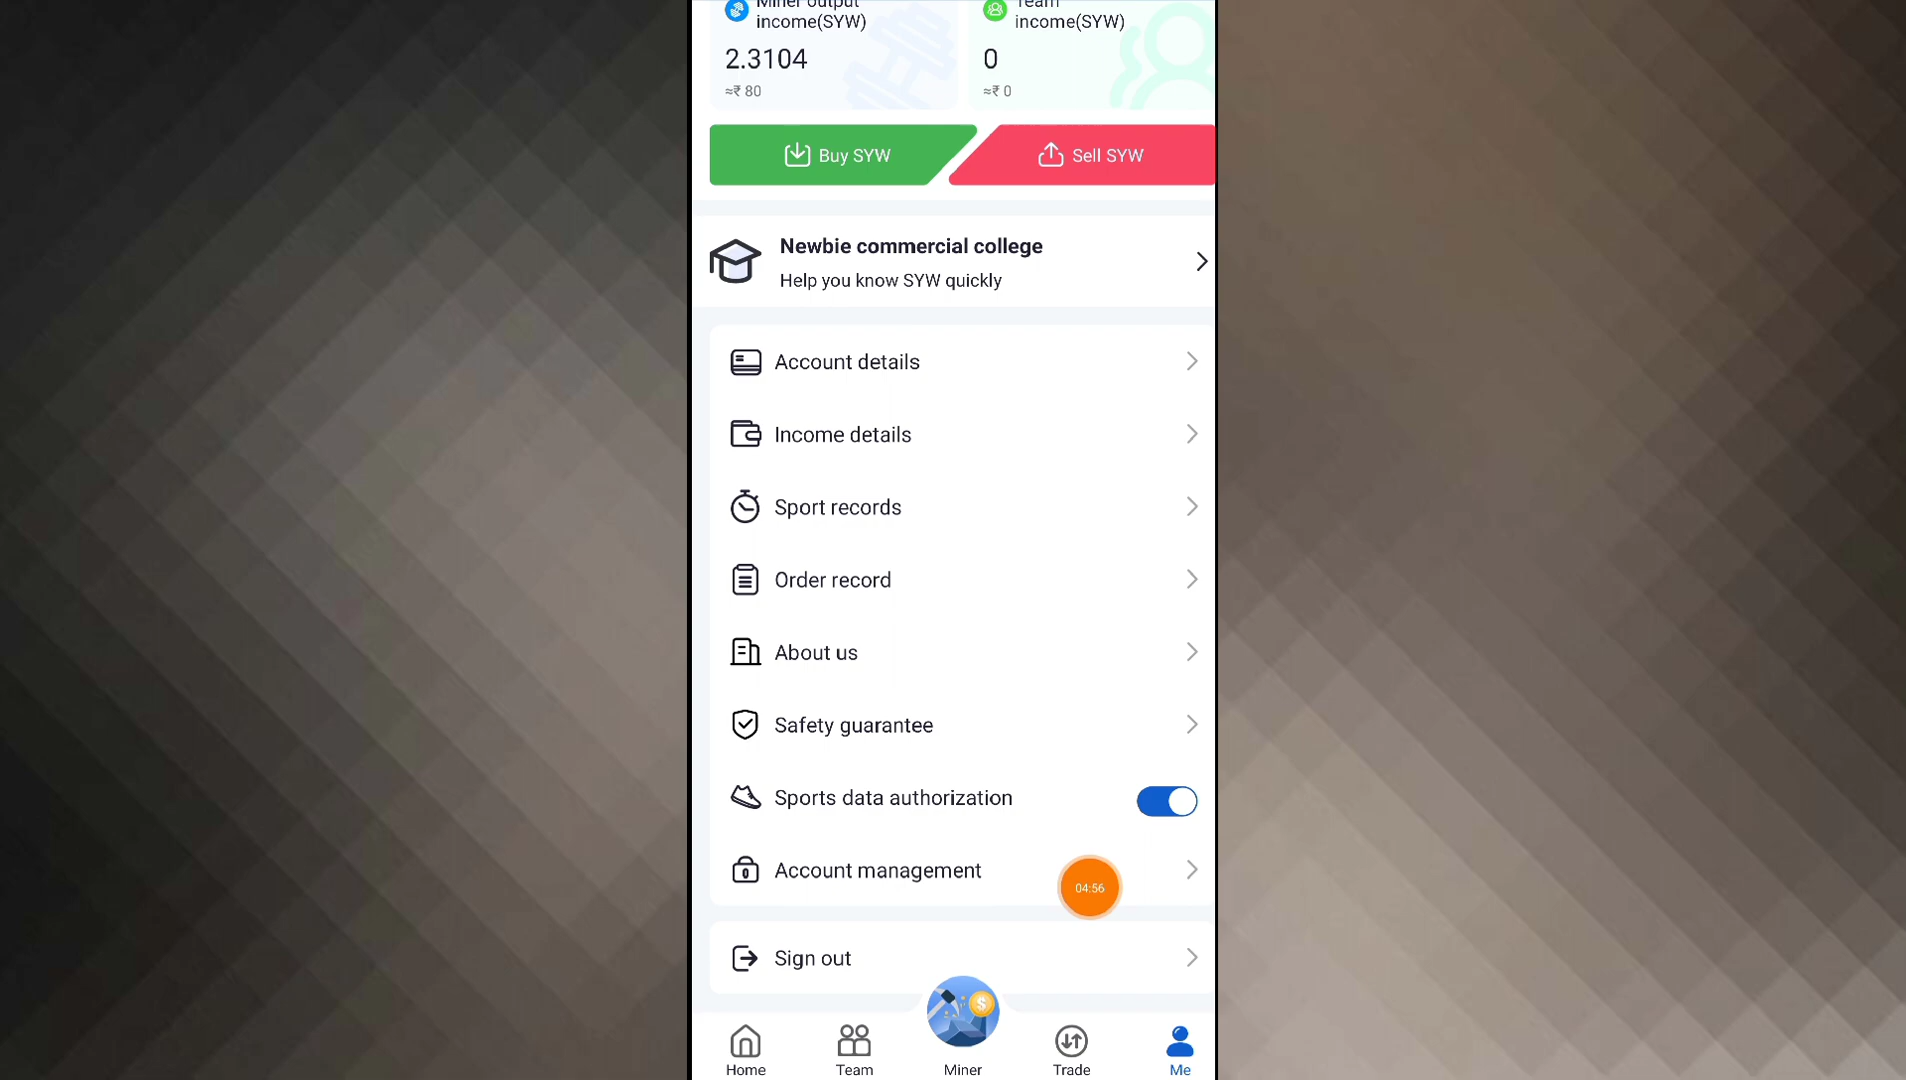 Miner output
Team
income(SYW)
income(SYW)
2.3104
0
≈₹ 80
≈₹ 0
Buy SYW
Sell SYW
Newbie commercial college
Help you know SYW quickly
Account details
Income details
Sport records
Order record
About us
Safety guarantee
Sports data authorization
Account management
04:56
Sign out
Home
Team
Miner
Trade
Me